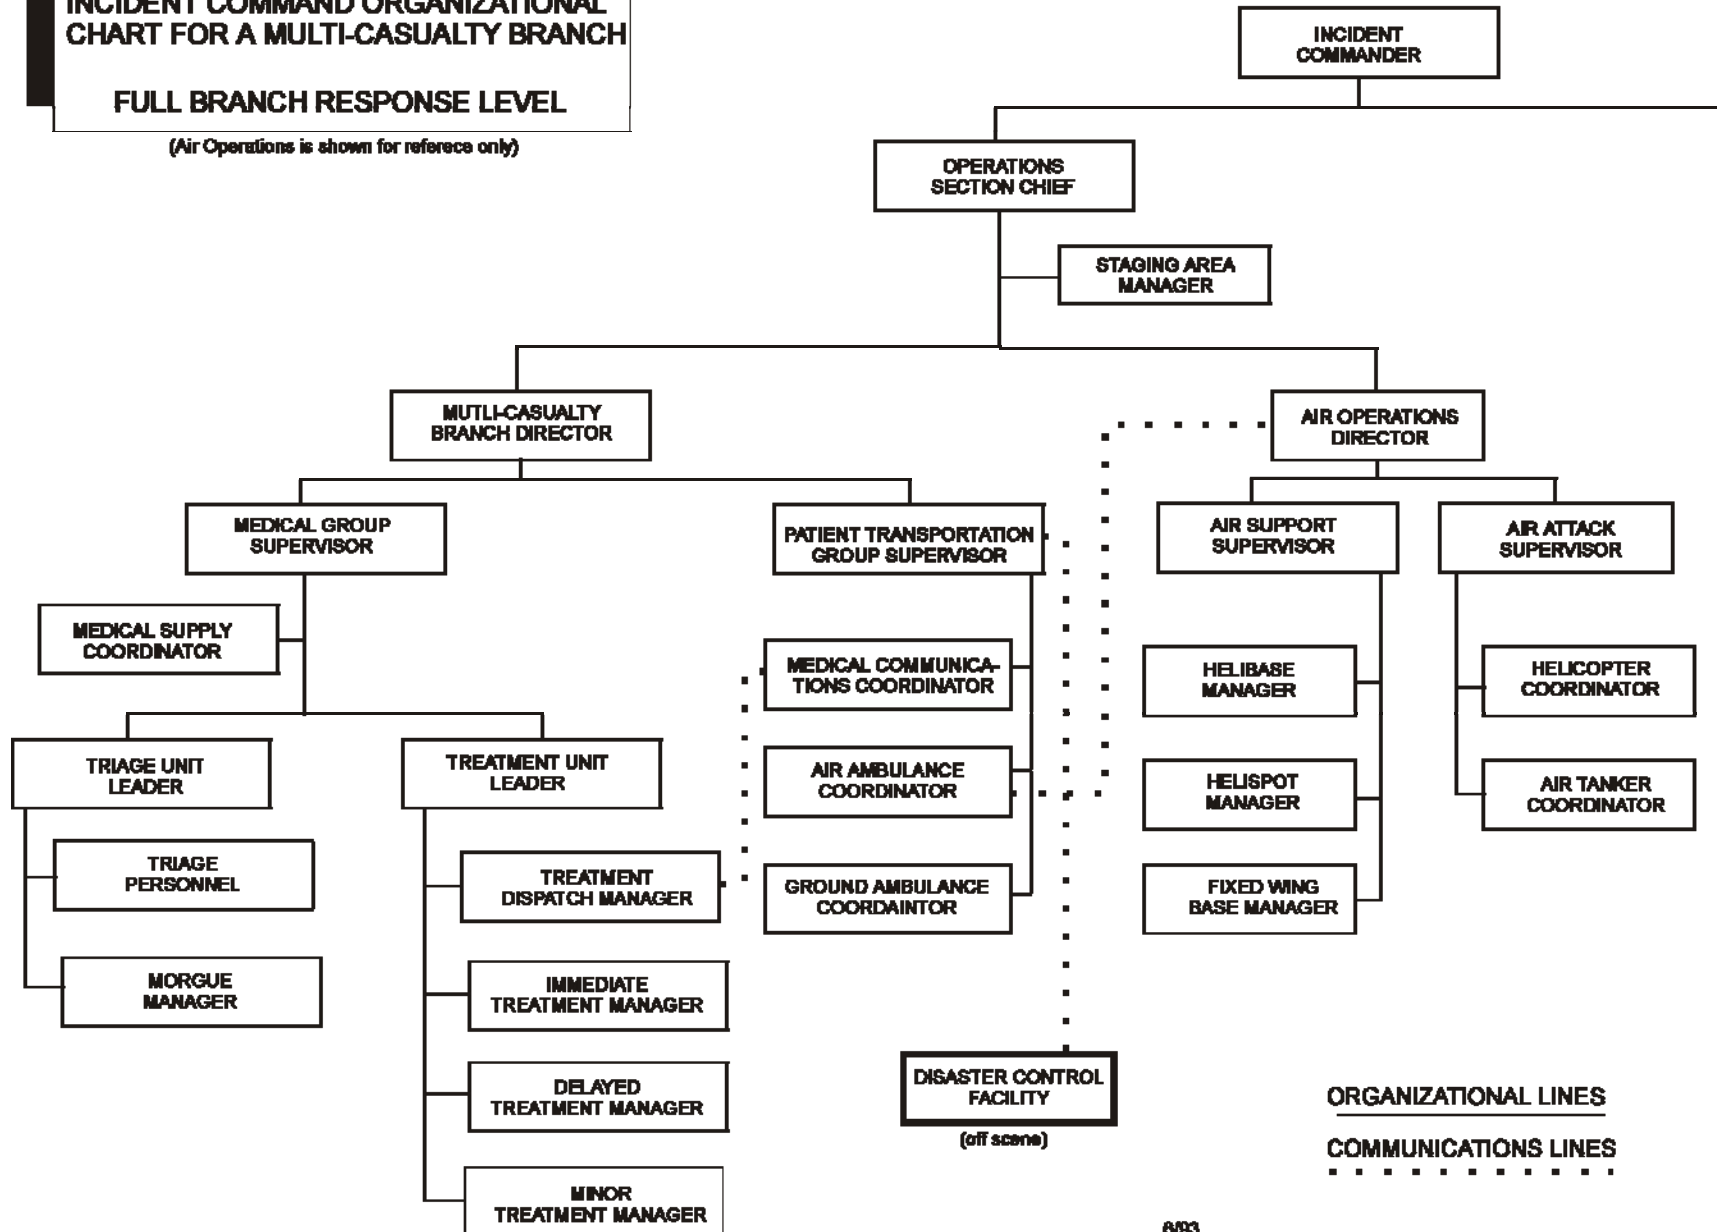 INCIDENT COMMAND ORGANIZATIONAL
CHART FOR A MULTI-CASUALTY BRANCH
FULL BRANCH RESPONSE LEVEL
(Air Operations is shown for referece only)
INCIDENT
COMMANDER
OPERATIONS
SECTION CHIEF
STAGING AREA
MANAGER
MUTLI-CASUALTY
BRANCH DIRECTOR
AIR OPERATIONS
DIRECTOR
MEDICAL GROUP
SUPERVISOR
PATIENT TRANSPORTATION
GROUP SUPERVISOR
AIR SUPPORT
SUPERVISOR
AIR ATTACK
SUPERVISOR
MEDICAL SUPPLY
COORDINATOR
MEDICAL COMMUNICA-
TIONS COORDINATOR
HELIBASE
MANAGER
HELICOPTER
COORDINATOR
TRIAGE UNIT
LEADER
TREATMENT UNIT
LEADER
AIR AMBULANCE
COORDINATOR
HELISPOT
MANAGER
AIR TANKER
COORDINATOR
TRIAGE
PERSONNEL
TREATMENT
DISPATCH MANAGER
GROUND AMBULANCE
COORDAINTOR
FIXED WING
BASE MANAGER
MORGUE
MANAGER
IMMEDIATE
TREATMENT MANAGER
DELAYED
TREATMENT MANAGER
DISASTER CONTROL
FACILITY
(off scene)
MINOR
TREATMENT MANAGER
ORGANIZATIONAL LINES
COMMUNICATIONS LINES
6/93